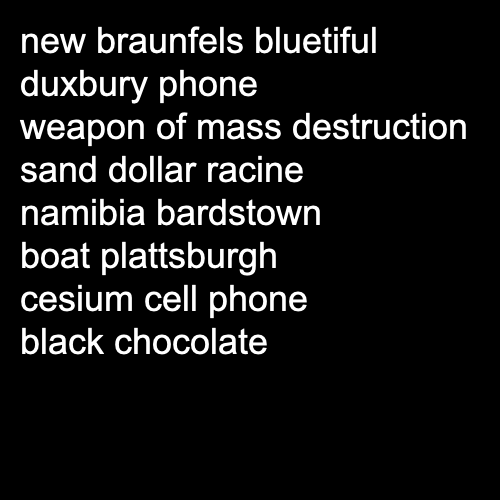 new braunfels bluetiful
duxbury phone
weapon of mass destruction
sand dollar racine
namibia bardstown
boat plattsburgh
cesium cell phone
black chocolate